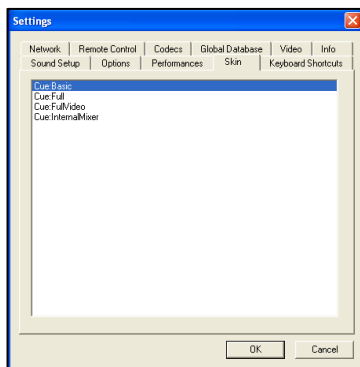 Settings
Network Remote Control Codecs Global Database Video Info
Sound Setup Options Performances Skin Keyboard Shortcuts
Cue:Basic
Cue:Full
Cue:FullVideo
Cue:InternalMixer
OK Cancel